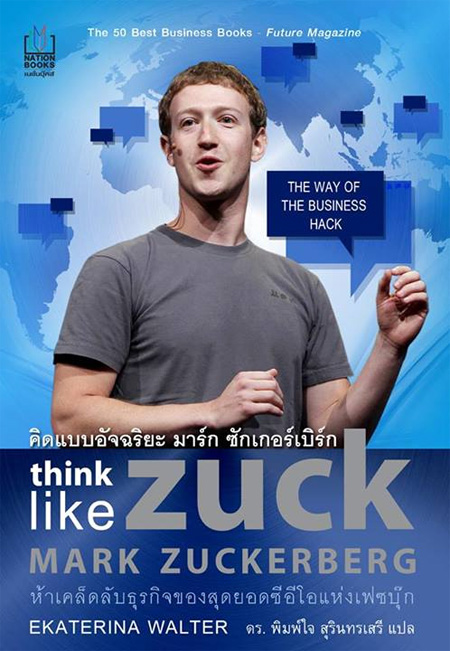 The 50 Best Business Books - Future Magazine
NATION
BOOKS
เนชั่นบุ๊คส์
THE WAY OF
THE BUSINESS
HACK
คิดแบบอัจฉริยะ มาร์ก ซักเกอร์เบิร์ก
think
like zuck
MARK ZUCKERBERG
ห้าเคล็ดลับธุรกิจของสุดยอดซีอีโอแห่งเฟซบุ๊ก
EKATERINA WALTER ดร. พิมพ์ใจ สุรินทรเสรี แปล